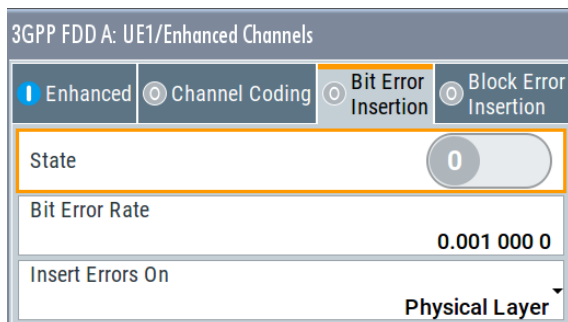 3GPP FDD A: UE1/Enhanced Channels
Enhanced
Channel Coding
Bit Error
Insertion
Block Error
Insertion
State
0
Bit Error Rate
0.001 000 0
Insert Errors On
Physical Layer